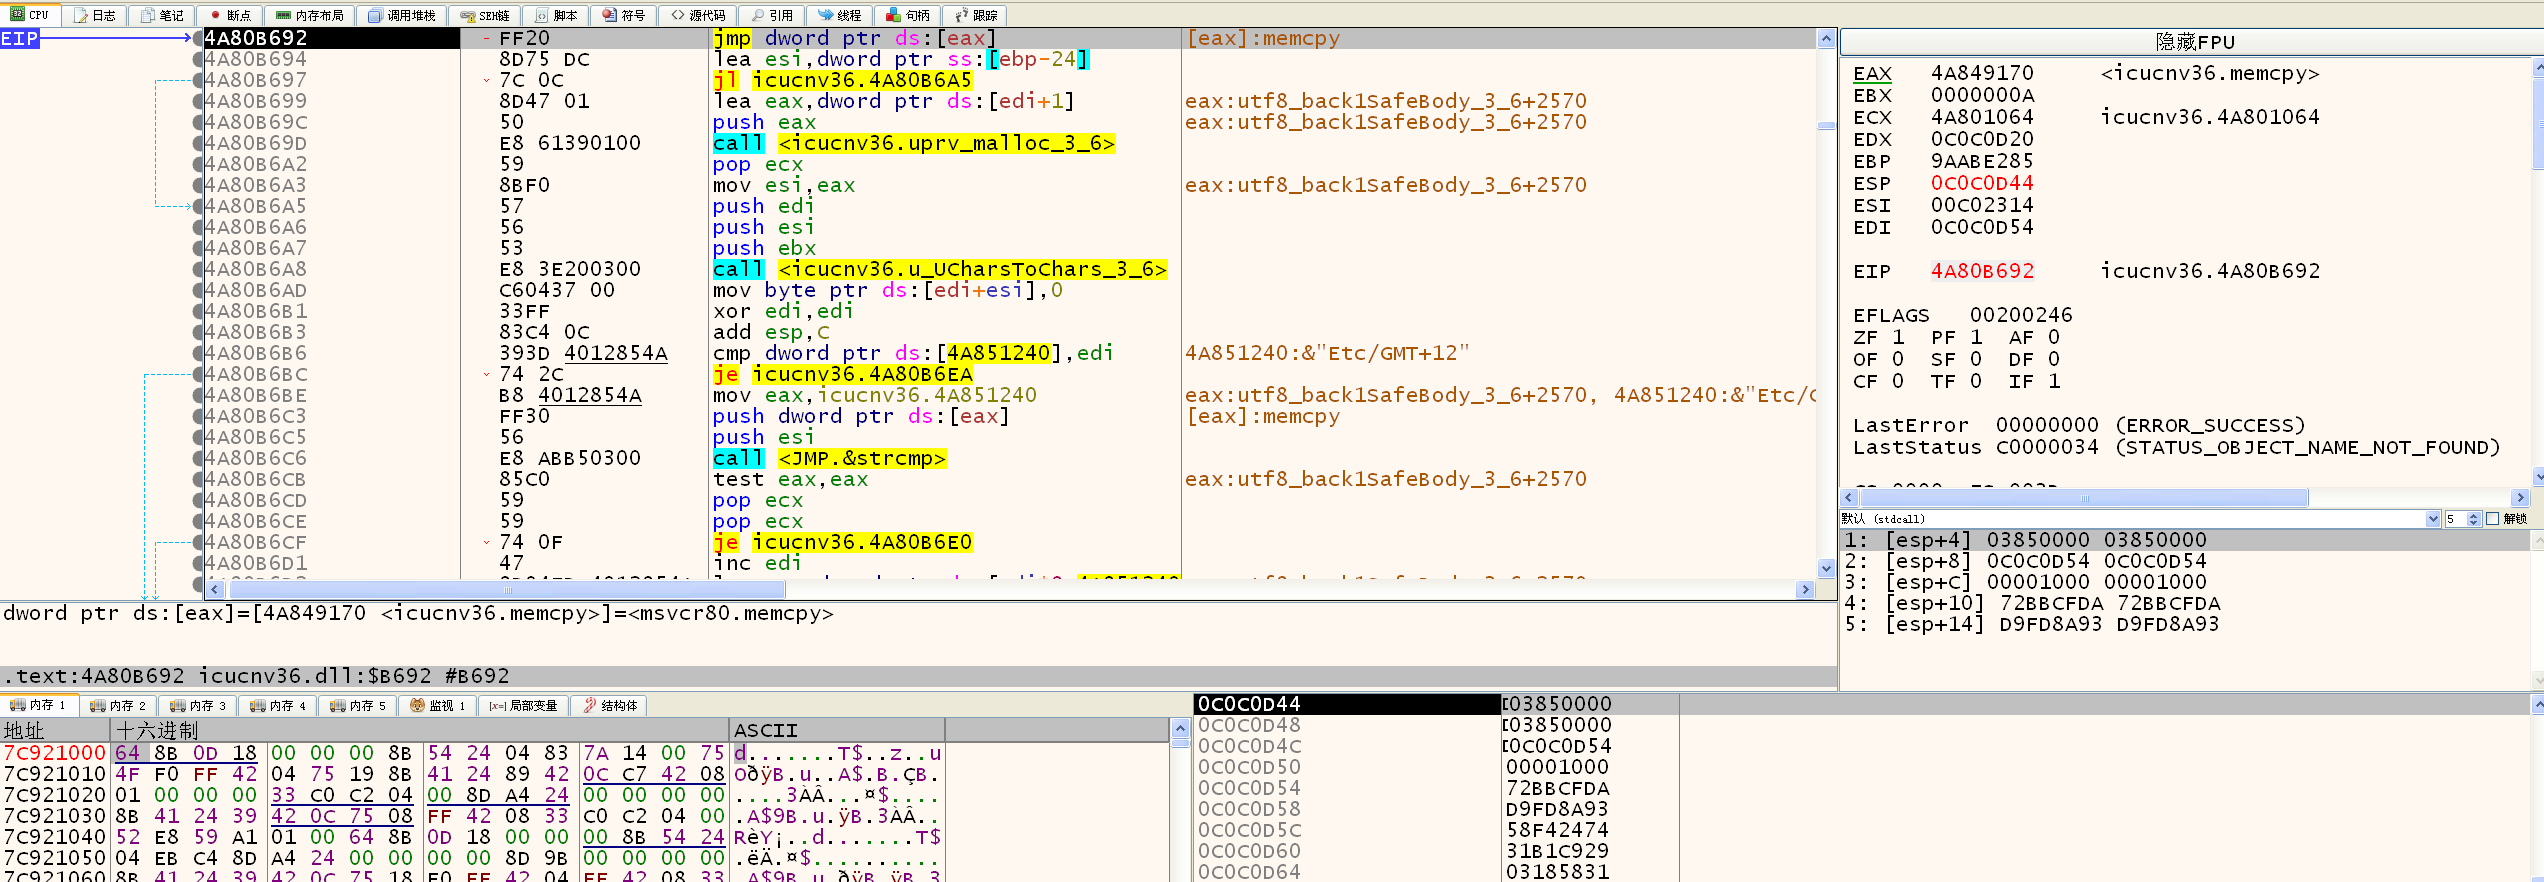 CPU 日志 笔记 断点 内存布局 调用堆栈 SEH链 脚本 符号 源代码 引用 线程 句柄 跟踪
EIP 4A80B692 - FF20 jmp dword ptr ds:[eax] [eax]:memcpy
4A80B694 8D75 DC lea esi,dword ptr ss:[ebp-24]
4A80B697 7C 0C jl icucnv36.4A80B6A5
4A80B699 8D47 01 lea eax,dword ptr ds:[edi+1] eax:utf8_back1SafeBody_3_6+2570
4A80B69C 50 push eax eax:utf8_back1SafeBody_3_6+2570
4A80B69D E8 61390100 call <icucnv36.uprv_malloc_3_6>
4A80B6A2 59 pop ecx
4A80B6A3 8BF0 mov esi,eax eax:utf8_back1SafeBody_3_6+2570
4A80B6A5 57 push edi
4A80B6A6 56 push esi
4A80B6A7 53 push ebx
4A80B6A8 E8 3E200300 call <icucnv36.u_UCharsToChars_3_6>
4A80B6AD C60437 00 mov byte ptr ds:[edi+esi],0
4A80B6B1 33FF xor edi,edi
4A80B6B3 83C4 0C add esp,C
4A80B6B6 393D 4012854A cmp dword ptr ds:[4A851240],edi 4A851240:&"Etc/GMT+12"
4A80B6BC 74 2C je icucnv36.4A80B6EA
4A80B6BE B8 4012854A mov eax,icucnv36.4A851240 eax:utf8_back1SafeBody_3_6+2570, 4A851240:&"Etc/G
4A80B6C3 FF30 push dword ptr ds:[eax] [eax]:memcpy
4A80B6C5 56 push esi
4A80B6C6 E8 ABB50300 call <JMP.&strcmp>
4A80B6CB 85C0 test eax,eax eax:utf8_back1SafeBody_3_6+2570
4A80B6CD 59 pop ecx
4A80B6CE 59 pop ecx
4A80B6CF 74 0F je icucnv36.4A80B6E0
4A80B6D1 47 inc edi
dword ptr ds:[eax]=[4A849170 <icucnv36.memcpy>]=<msvcr80.memcpy>
.text:4A80B692 icucnv36.dll:$B692 #B692
隐藏FPU
EAX 4A849170 <icucnv36.memcpy>
EBX 0000000A
ECX 4A801064 icucnv36.4A801064
EDX 0C0C0D20
EBP 9AABE285
ESP 0C0C0D44
ESI 00C02314
EDI 0C0C0D54
EIP 4A80B692 icucnv36.4A80B692
EFLAGS 00200246
ZF 1 PF 1 AF 0
OF 0 SF 0 DF 0
CF 0 TF 0 IF 1
LastError 00000000 (ERROR_SUCCESS)
LastStatus C0000034 (STATUS_OBJECT_NAME_NOT_FOUND)
默认 (stdcall) 5 解锁
1: [esp+4] 03850000 03850000
2: [esp+8] 0C0C0D54 0C0C0D54
3: [esp+C] 00001000 00001000
4: [esp+10] 72BBCFDA 72BBCFDA
5: [esp+14] D9FD8A93 D9FD8A93
内存 1 内存 2 内存 3 内存 4 内存 5 监视 1 [x=] 局部变量 结构体
地址 十六进制 ASCII
7C921000 64 8B 0D 18 00 00 00 8B 54 24 04 83 7A 14 00 75 d.......T$..z..u
7C921010 4F F0 FF 42 04 75 19 8B 41 24 89 42 0C C7 42 08 OðÿB.u..A$.B.ÇB.
7C921020 01 00 00 00 33 C0 C2 04 00 8D A4 24 00 00 00 00 ....3ÀÂ...¤$....
7C921030 8B 41 24 39 42 0C 75 08 FF 42 08 33 C0 C2 04 00 .A$9B.u.ÿB.3ÀÂ..
7C921040 52 E8 59 A1 01 00 64 8B 0D 18 00 00 00 8B 54 24 RèY¡..d.......T$
7C921050 04 EB C4 8D A4 24 00 00 00 00 8D 9B 00 00 00 00 .ëÄ.¤$..........
7C921060 8B 41 24 39 42 0C 75 18 F0 FF 42 04 FF 42 08 33 .A$9B.u.ðÿB.ÿB.3
0C0C0D44 03850000
0C0C0D48 03850000
0C0C0D4C 0C0C0D54
0C0C0D50 00001000
0C0C0D54 72BBCFDA
0C0C0D58 D9FD8A93
0C0C0D5C 58F42474
0C0C0D60 31B1C929
0C0C0D64 03185831